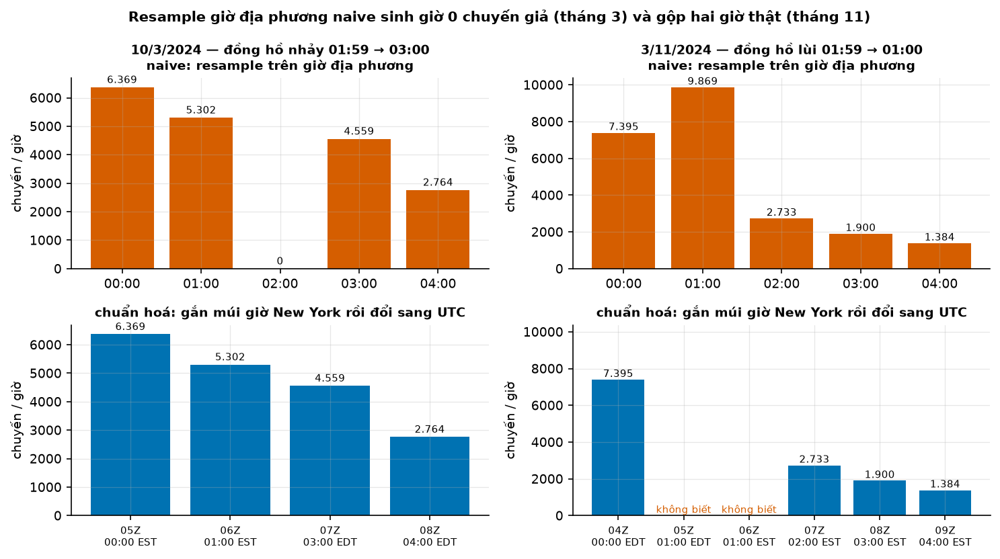 Resample giờ địa phương naive sinh giờ 0 chuyến giả (tháng 3) và gộp hai giờ thật (tháng 11)
10/3/2024 — đồng hồ nhảy 01:59 → 03:00
naive: resample trên giờ địa phương
chuyến / giờ
6000
5000
4000
3000
2000
1000
0
6.369
5.302
0
4.559
2.764
00:00
01:00
02:00
03:00
04:00
3/11/2024 — đồng hồ lùi 01:59 → 01:00
naive: resample trên giờ địa phương
chuyến / giờ
10000
8000
6000
4000
2000
0
7.395
9.869
2.733
1.900
1.384
00:00
01:00
02:00
03:00
04:00
chuẩn hoá: gắn múi giờ New York rồi đổi sang UTC
chuyến / giờ
6000
5000
4000
3000
2000
1000
0
6.369
5.302
4.559
2.764
05Z
00:00 EST
06Z
01:00 EST
07Z
03:00 EDT
08Z
04:00 EDT
chuẩn hoá: gắn múi giờ New York rồi đổi sang UTC
chuyến / giờ
10000
8000
6000
4000
2000
0
7.395
không biết
không biết
2.733
1.900
1.384
04Z
00:00 EDT
05Z
01:00 EDT
06Z
01:00 EST
07Z
02:00 EST
08Z
03:00 EST
09Z
04:00 EST